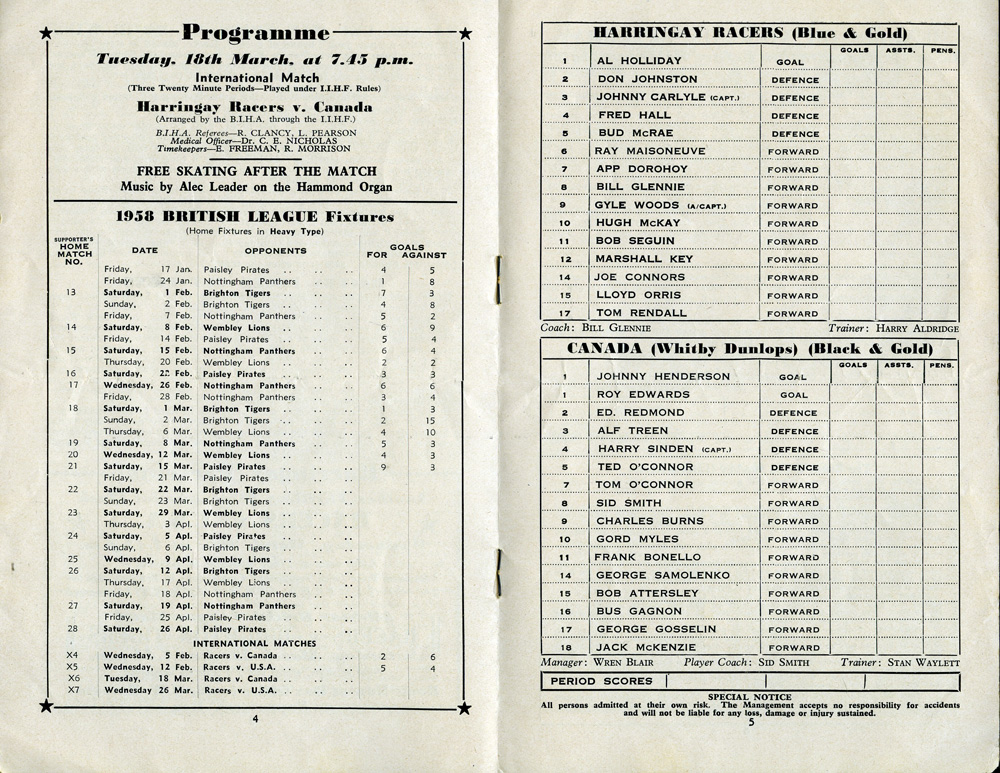 Programme
Tuesday, 18th March, at 7.45 p.m.
International Match
(Three Twenty Minute Periods—Played under I.I.H.F. Rules)
Harringay Racers v. Canada
(Arranged by the B.I.H.A. through the I.I.H.F.)
B.I.H.A. Referees—R. CLANCY, L. PEARSON
Medical Officer—Dr. C. E. NICHOLAS
Timekeepers—E. FREEMAN, R. MORRISON
FREE SKATING AFTER THE MATCH
Music by Alec Leader on the Hammond Organ
1958 BRITISH LEAGUE Fixtures
(Home Fixtures in Heavy Type)
SUPPORTER'S HOME MATCH NO. DATE OPPONENTS GOALS FOR AGAINST
Friday, 17 Jan. Paisley Pirates .. .. .. 4 5
Friday, 24 Jan. Nottingham Panthers .. .. 1 8
13 Saturday, 1 Feb. Brighton Tigers .. .. .. 7 3
Sunday, 2 Feb. Brighton Tigers .. .. .. 4 8
Friday, 7 Feb. Nottingham Panthers .. .. 5 2
14 Saturday, 8 Feb. Wembley Lions .. .. .. 6 9
Friday, 14 Feb. Paisley Pirates .. .. .. 5 4
15 Saturday, 15 Feb. Nottingham Panthers .. .. 6 4
Thursday, 20 Feb. Wembley Lions .. .. .. 2 2
16 Saturday, 22 Feb. Paisley Pirates .. .. .. 3 3
17 Wednesday, 26 Feb. Nottingham Panthers .. .. 6 6
Friday, 28 Feb. Nottingham Panthers .. .. 3 4
18 Saturday, 1 Mar. Brighton Tigers .. .. .. 1 3
Sunday, 2 Mar. Brighton Tigers .. .. .. 2 15
Thursday, 6 Mar. Wembley Lions .. .. .. 4 10
19 Saturday, 8 Mar. Nottingham Panthers .. .. 5 3
20 Wednesday, 12 Mar. Wembley Lions .. .. .. 4 3
21 Saturday, 15 Mar. Paisley Pirates .. .. .. 9 3
Friday, 21 Mar. Paisley Pirates .. .. ..
22 Saturday, 22 Mar. Brighton Tigers .. .. ..
Sunday, 23 Mar. Brighton Tigers .. .. ..
23 Saturday, 29 Mar. Wembley Lions .. .. ..
Thursday, 3 Apl. Wembley Lions .. .. ..
24 Saturday, 5 Apl. Paisley Pirates .. .. ..
Sunday, 6 Apl. Brighton Tigers .. .. ..
25 Wednesday, 9 Apl. Wembley Lions .. .. ..
26 Saturday, 12 Apl. Brighton Tigers .. .. ..
Thursday, 17 Apl. Wembley Lions .. .. ..
Friday, 18 Apl. Nottingham Panthers .. ..
27 Saturday, 19 Apl. Nottingham Panthers .. ..
Friday, 25 Apl. Paisley Pirates .. .. ..
28 Saturday, 26 Apl. Paisley Pirates .. .. ..
INTERNATIONAL MATCHES
X4 Wednesday, 5 Feb. Racers v. Canada .. .. .. 2 6
X5 Wednesday, 12 Feb. Racers v. U.S.A. .. .. .. 5 4
X6 Tuesday, 18 Mar. Racers v. Canada .. .. ..
X7 Wednesday 26 Mar. Racers v. U.S.A. .. .. ..
4
HARRINGAY RACERS (Blue & Gold)
GOALS ASSTS. PENS.
1 AL HOLLIDAY GOAL
2 DON JOHNSTON DEFENCE
3 JOHNNY CARLYLE (CAPT.) DEFENCE
4 FRED HALL DEFENCE
5 BUD McRAE DEFENCE
6 RAY MAISONEUVE FORWARD
7 APP DOROHOY FORWARD
8 BILL GLENNIE FORWARD
9 GYLE WOODS (A/CAPT.) FORWARD
10 HUGH McKAY FORWARD
11 BOB SEGUIN FORWARD
12 MARSHALL KEY FORWARD
14 JOE CONNORS FORWARD
15 LLOYD ORRIS FORWARD
17 TOM RENDALL FORWARD
Coach: BILL GLENNIE Trainer: HARRY ALDRIDGE
CANADA (Whitby Dunlops) (Black & Gold)
GOALS ASSTS. PENS.
1 JOHNNY HENDERSON GOAL
1 ROY EDWARDS GOAL
2 ED. REDMOND DEFENCE
3 ALF TREEN DEFENCE
4 HARRY SINDEN (CAPT.) DEFENCE
5 TED O'CONNOR DEFENCE
7 TOM O'CONNOR FORWARD
8 SID SMITH FORWARD
9 CHARLES BURNS FORWARD
10 GORD MYLES FORWARD
11 FRANK BONELLO FORWARD
14 GEORGE SAMOLENKO FORWARD
15 BOB ATTERSLEY FORWARD
16 BUS GAGNON FORWARD
17 GEORGE GOSSELIN FORWARD
18 JACK McKENZIE FORWARD
Manager: WREN BLAIR Player Coach: SID SMITH Trainer: STAN WAYLETT
PERIOD SCORES
SPECIAL NOTICE
All persons admitted at their own risk. The Management accepts no responsibility for accidents
and will not be liable for any loss, damage or injury sustained.
5